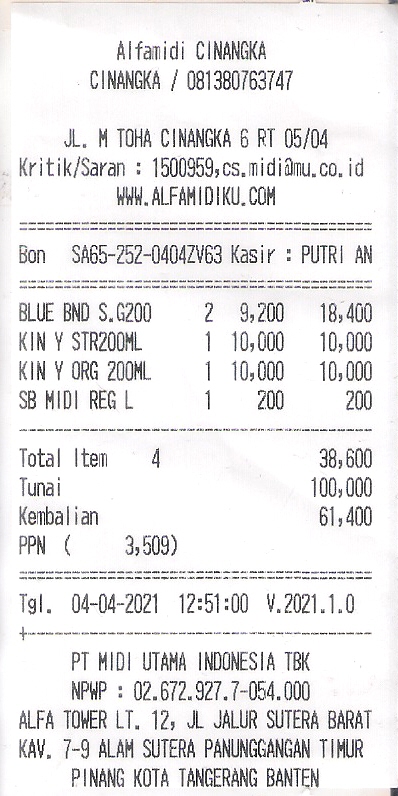 Alfamidi CINANGKA
CINANGKA / 081380763747
JL. M TOHA CINANGKA 6 RT 05/04
Kritik/Saran : 1500959,cs.midi@mu.co.id
WWW.ALFAMIDIKU.COM
Bon SA65-252-0404ZV63 Kasir : PUTRI AN
BLUE BND S.G200 2 9,200 18,400
KIN Y STR200ML 1 10,000 10,000
KIN Y ORG 200ML 1 10,000 10,000
SB MIDI REG L 1 200 200
Total Item 4 38,600
Tunai 100,000
Kembalian 61,400
PPN ( 3,509)
Tgl. 04-04-2021 12:51:00 V.2021.1.0
PT MIDI UTAMA INDONESIA TBK
NPWP : 02.672.927.7-054.000
ALFA TOWER LT. 12, JL JALUR SUTERA BARAT
KAV. 7-9 ALAM SUTERA PANUNGGANGAN TIMUR
PINANG KOTA TANGERANG BANTEN